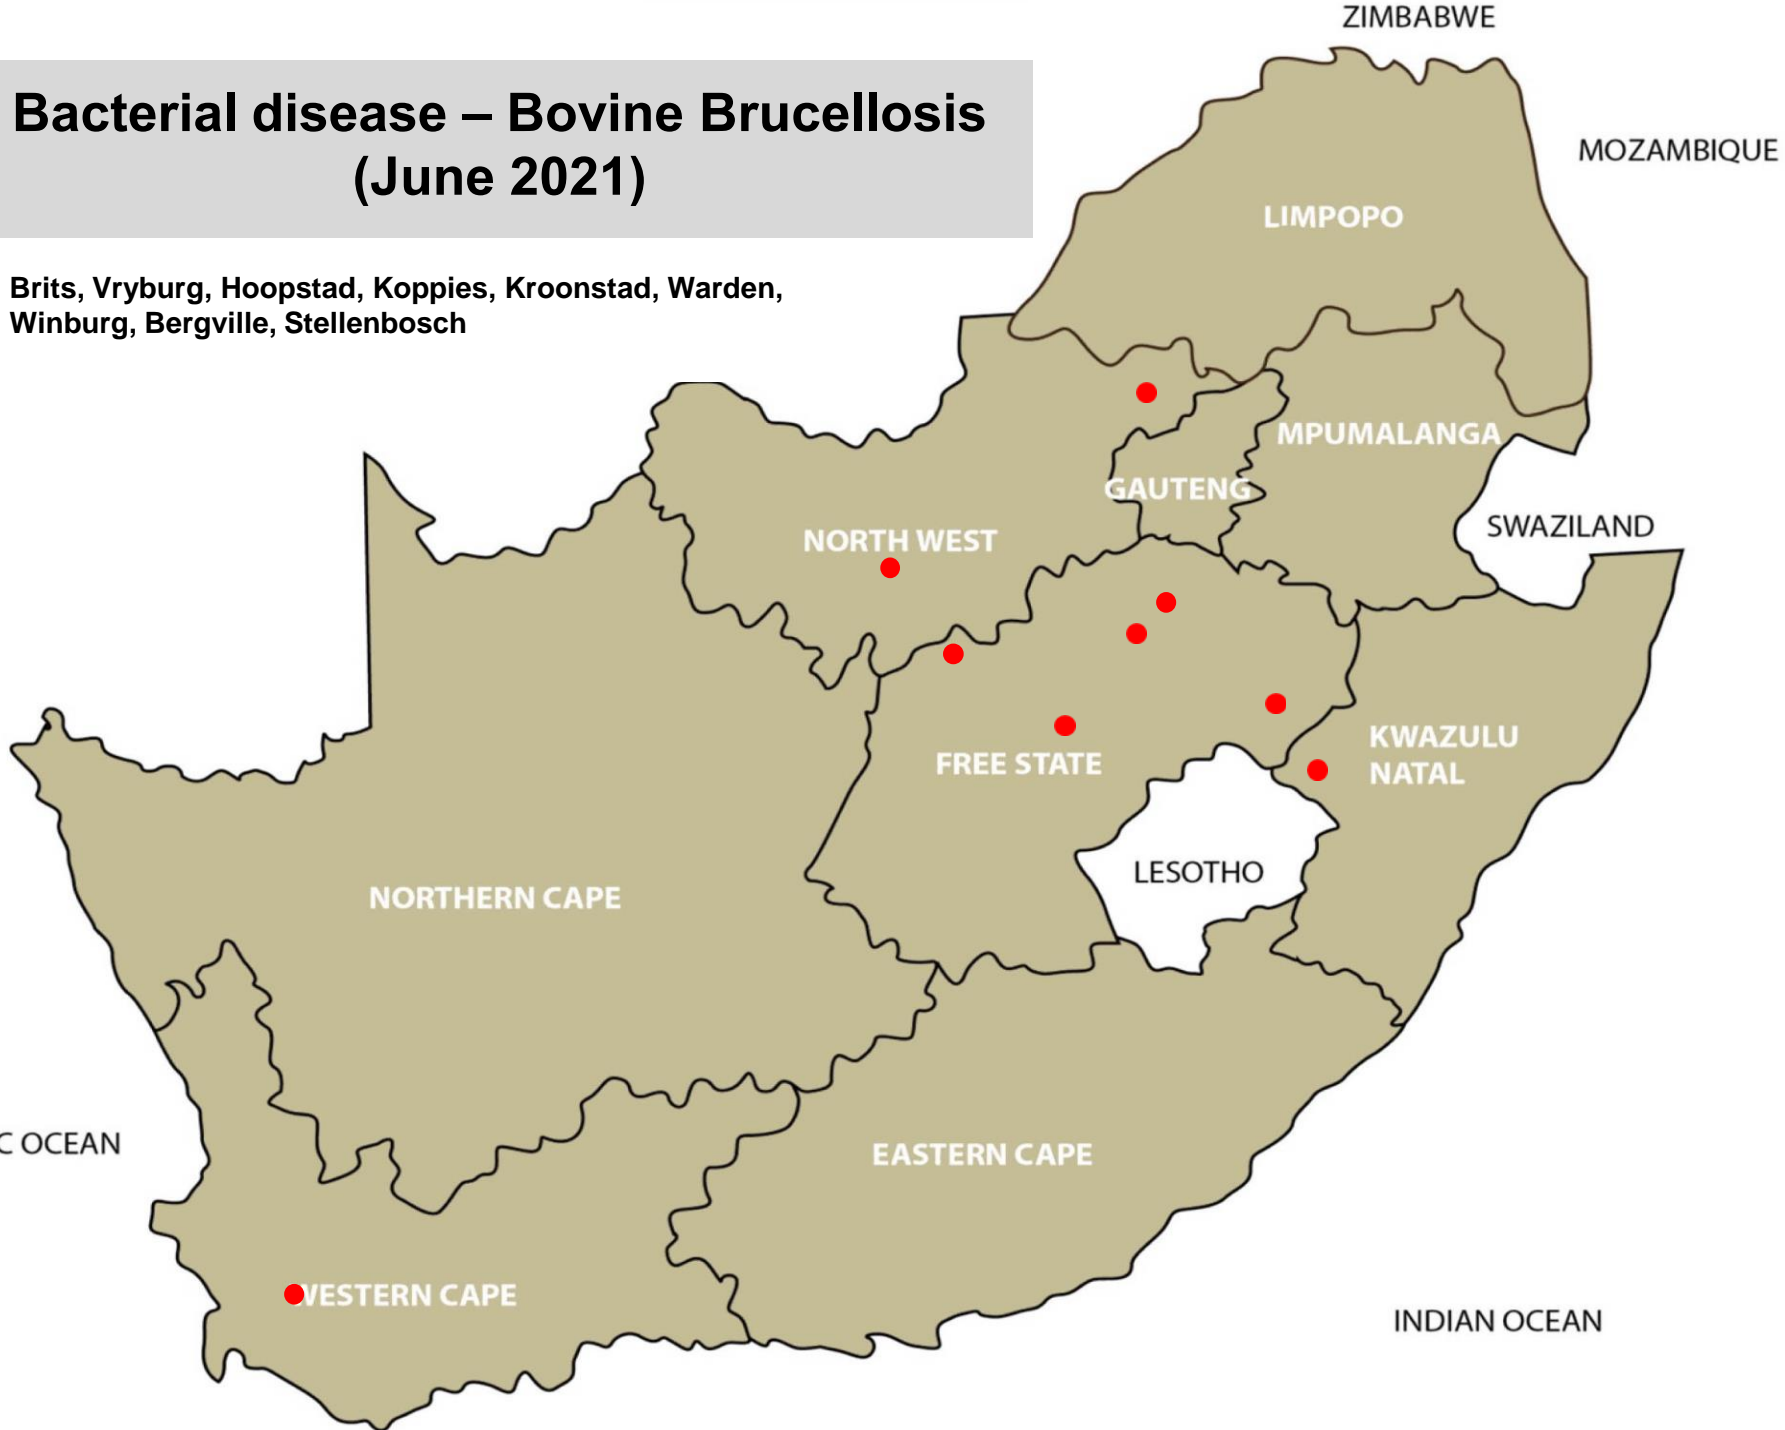 ZIMBABWE
Bacterial disease – Bovine Brucellosis
(June 2021)
MOZAMBIQUE
LIMPOPO
Brits, Vryburg, Hoopstad, Koppies, Kroonstad, Warden,
Winburg, Bergville, Stellenbosch
MPUMALANGA
GAUTENG
SWAZILAND
NORTH WEST
KWAZULU
NATAL
FREE STATE
LESOTHO
NORTHERN CAPE
C OCEAN
EASTERN CAPE
WESTERN CAPE
INDIAN OCEAN